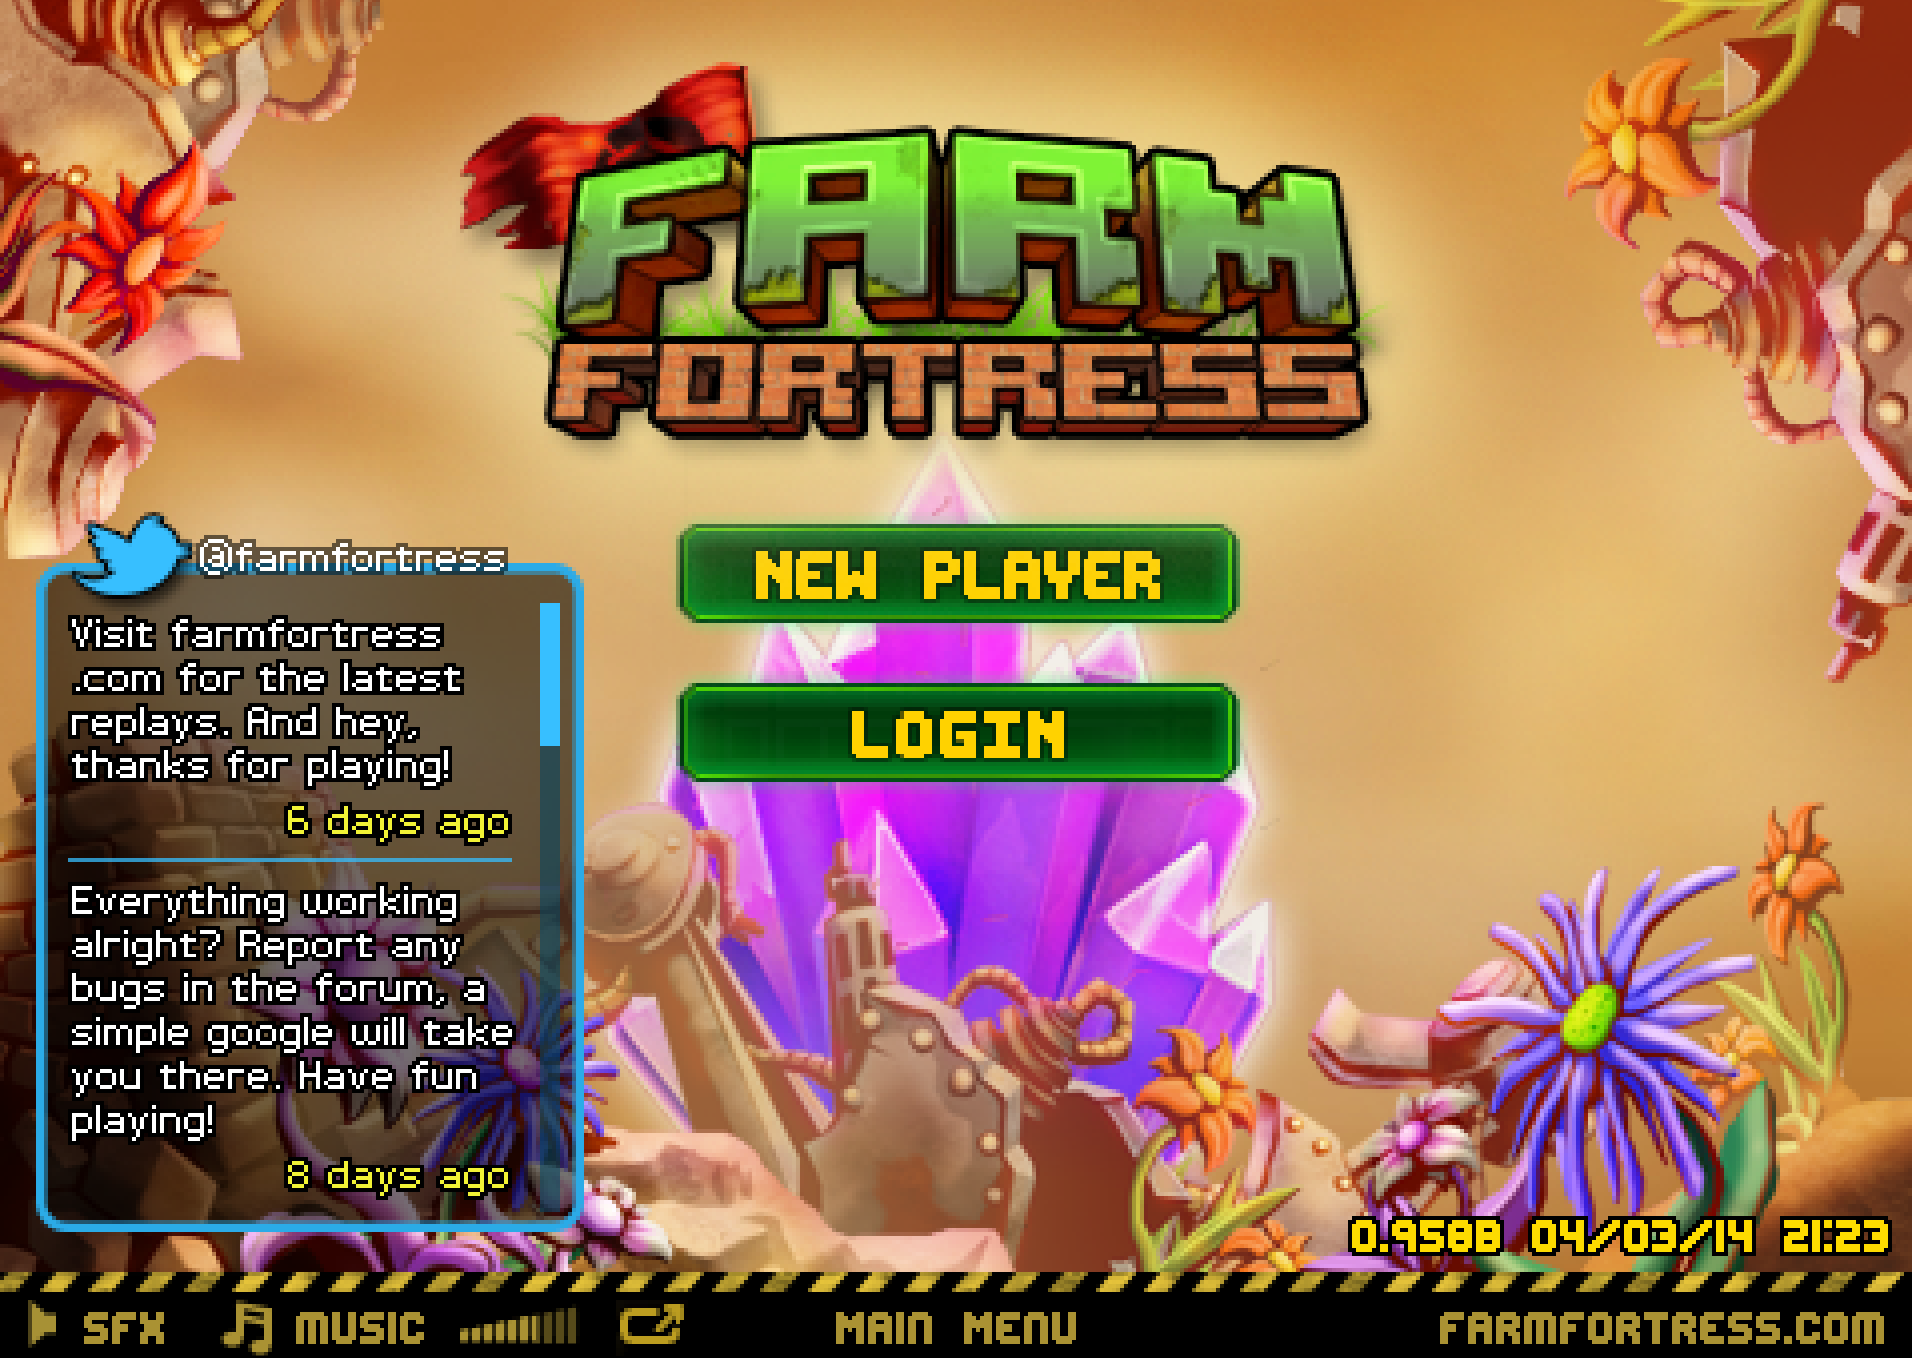 FARM
FORTRESS
NEW PLAYER
LOGIN
@farmfortress
Visit farmfortress
.com for the latest
replays. And hey,
thanks for playing!
6 days ago
Everything working
alright? Report any
bugs in the forum, a
simple google will take
you there. Have fun
playing!
8 days ago
0.958B 04/03/14 21:23
SFX MUSIC MAIN MENU FARMFORTRESS.COM